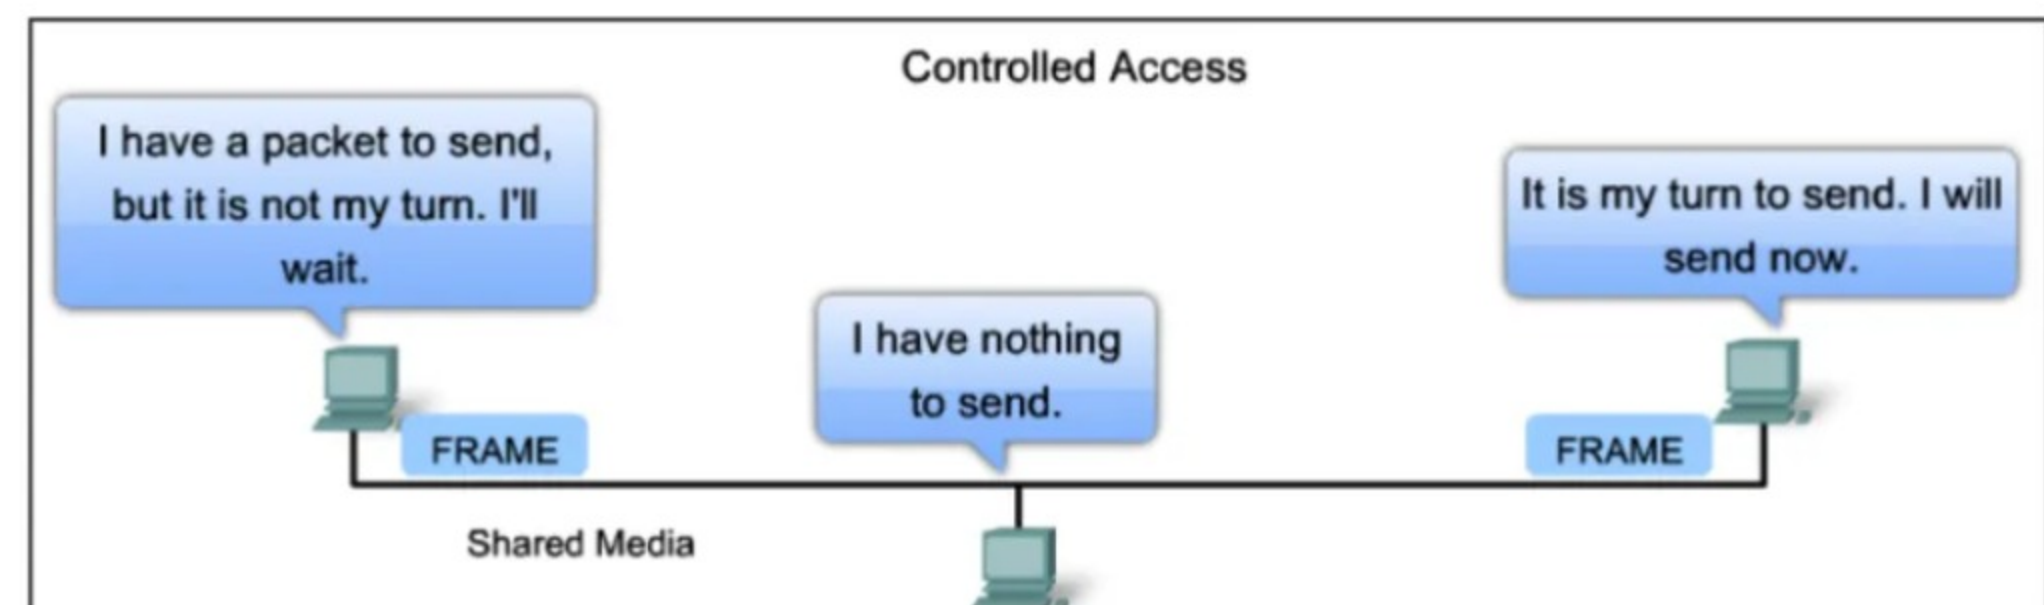 Controlled Access
I have a packet to send,
but it is not my turn. I'll
wait.
It is my turn to send. I will
send now.
I have nothing
to send.
FRAME
FRAME
Shared Media